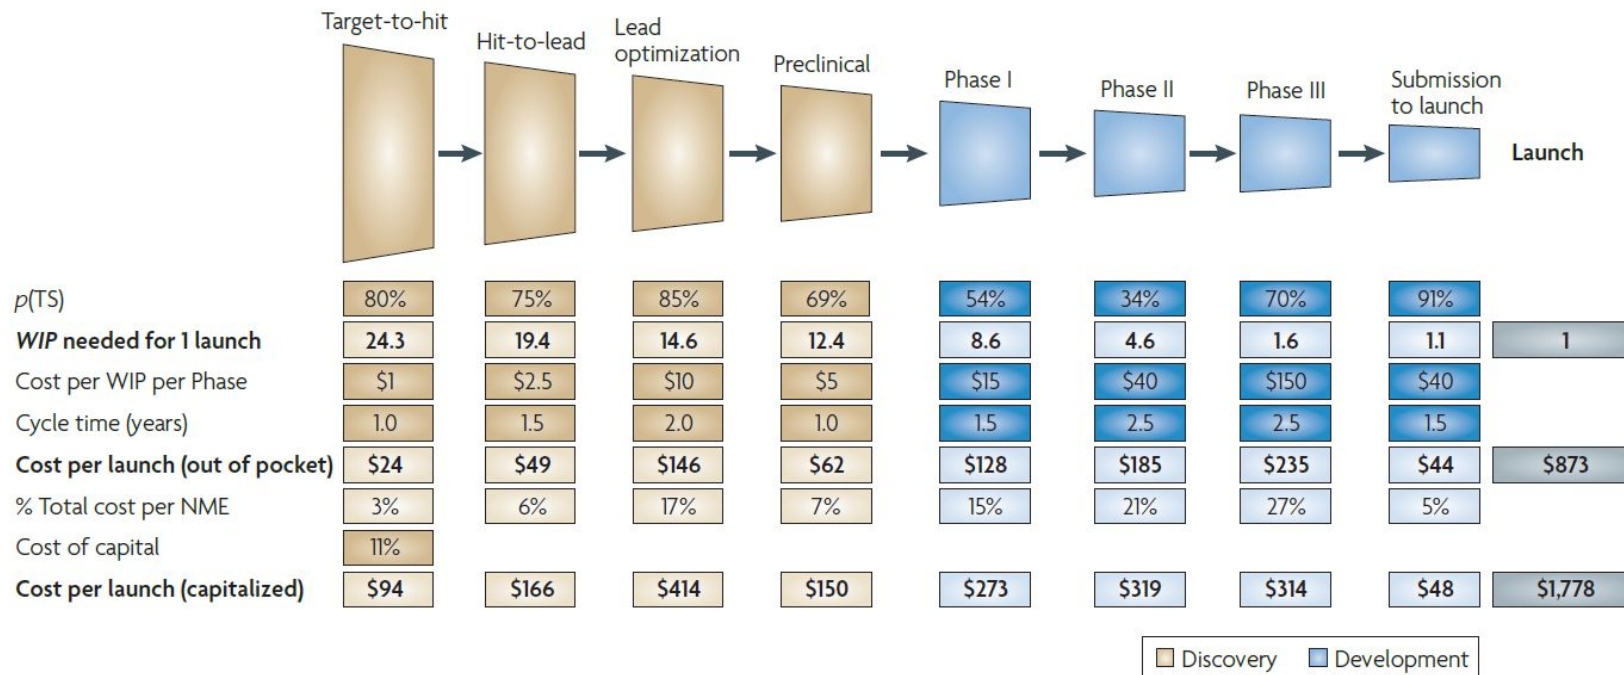 Target-to-hit
Hit-to-lead
Lead
optimization
Preclinical
Phase I
Phase II
Phase III
Submission
to launch
Launch
p(TS) 80% 75% 85% 69% 54% 34% 70% 91%
WIP needed for 1 launch 24.3 19.4 14.6 12.4 8.6 4.6 1.6 1.1 1
Cost per WIP per Phase $1 $2.5 $10 $5 $15 $40 $150 $40
Cycle time (years) 1.0 1.5 2.0 1.0 1.5 2.5 2.5 1.5
Cost per launch (out of pocket) $24 $49 $146 $62 $128 $185 $235 $44 $873
% Total cost per NME 3% 6% 17% 7% 15% 21% 27% 5%
Cost of capital 11%
Cost per launch (capitalized) $94 $166 $414 $150 $273 $319 $314 $48 $1,778
Discovery Development